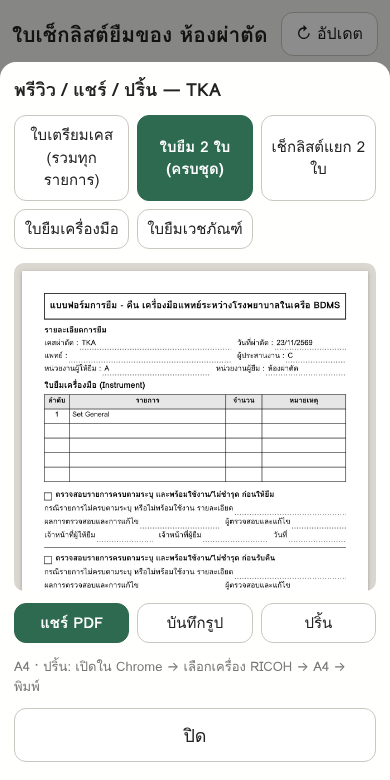 ใบเช็กลิสต์ยืมของ ห้องผ่าตัด
อัปเดต
พรีวิว / แชร์ / ปริ้น — TKA
ใบเตรียมเคส
(รวมทุก
รายการ)
ใบยืม 2 ใบ
(ครบชุด)
เช็กลิสต์แยก 2
ใบ
ใบยืมเครื่องมือ
ใบยืมเวชภัณฑ์
แบบฟอร์มการยืม - คืน เครื่องมือแพทย์ระหว่างโรงพยาบาลในเครือ BDMS
รายละเอียดการยืม
เคสผ่าตัด : TKA
วันที่ผ่าตัด : 23/11/2569
แพทย์ :
ผู้ประสานงาน : C
หน่วยงานผู้ให้ยืม : A
หน่วยงานผู้ยืม : ห้องผ่าตัด
ใบยืมเครื่องมือ (Instrument)
ลำดับ รายการ จำนวน หมายเหตุ
1 Set General
ตรวจสอบรายการครบตามระบุ และพร้อมใช้งาน/ไม่ชำรุด ก่อนให้ยืม
กรณีรายการไม่ครบตามระบุ หรือไม่พร้อมใช้งาน รายละเอียด
ผลการตรวจสอบและการแก้ไข ผู้ตรวจสอบและแก้ไข
เจ้าหน้าที่ผู้ให้ยืม เจ้าหน้าที่ผู้ยืม วันที่
ตรวจสอบรายการครบตามระบุ และพร้อมใช้งาน/ไม่ชำรุด ก่อนรับคืน
กรณีรายการไม่ครบตามระบุ หรือไม่พร้อมใช้งาน รายละเอียด
ผลการตรวจสอบและการแก้ไข ผู้ตรวจสอบและแก้ไข
แชร์ PDF
บันทึกรูป
ปริ้น
A4 · ปริ้น: เปิดใน Chrome → เลือกเครื่อง RICOH → A4 →
พิมพ์
ปิด